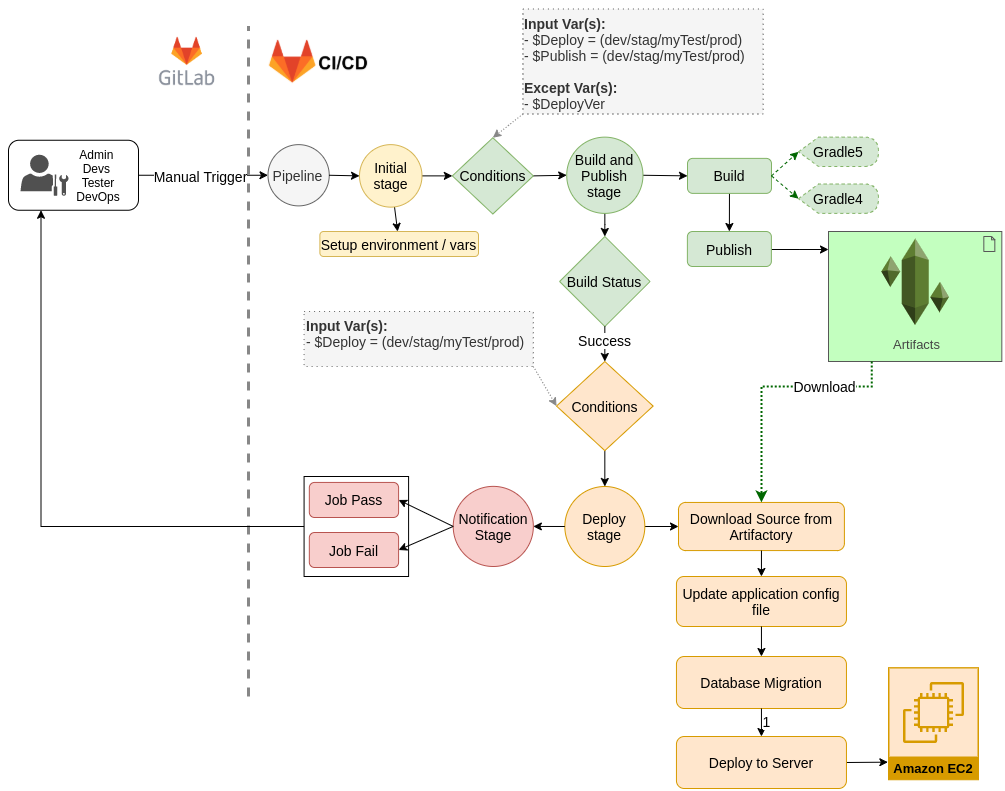 Input Var(s):
- $Deploy = (dev/stag/myTest/prod)
- $Publish = (dev/stag/myTest/prod)
Except Var(s):
- $DeployVer
GitLab
CI/CD
Admin
Devs
Tester
DevOps
Manual Trigger
Pipeline
Initial
stage
Conditions
Build and
Publish
stage
Build
Gradle5
Gradle4
Setup environment / vars
Publish
Build Status
Artifacts
Success
Input Var(s):
- $Deploy = (dev/stag/myTest/prod)
Download
Conditions
Job Pass
Job Fail
Notification
Stage
Deploy
stage
Download Source from
Artifactory
Update application config
file
Database Migration
1
Deploy to Server
Amazon EC2